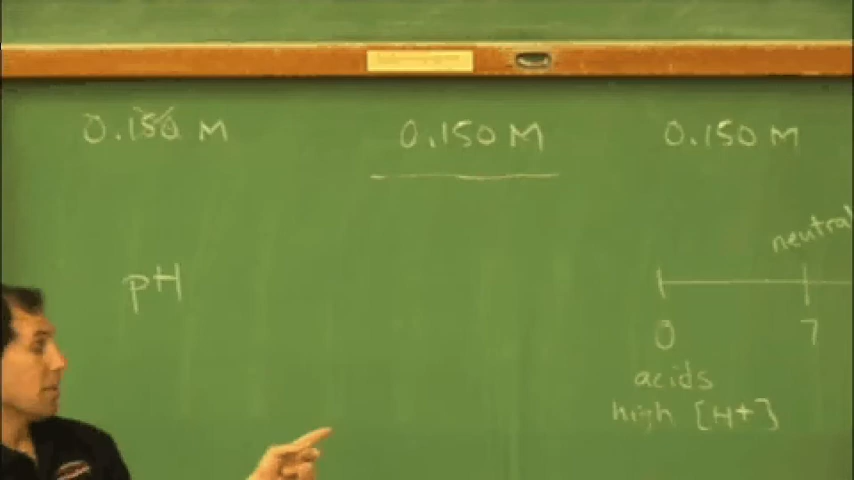 0.150 M
0.150 M
0.150 M
neutral
pH
0
7
acids
high [H+]